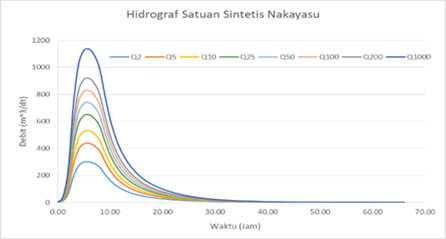 Hidrograf Satuan Sintetis Nakayasu
1200
1000
800
600
400
200
0
Debit (m^3/dt)
Q2 Q5 Q10 Q25 Q50 Q100 Q200 Q1000
0.00 10.00 20.00 30.00 40.00 50.00 60.00 70.00
Waktu (Jam)